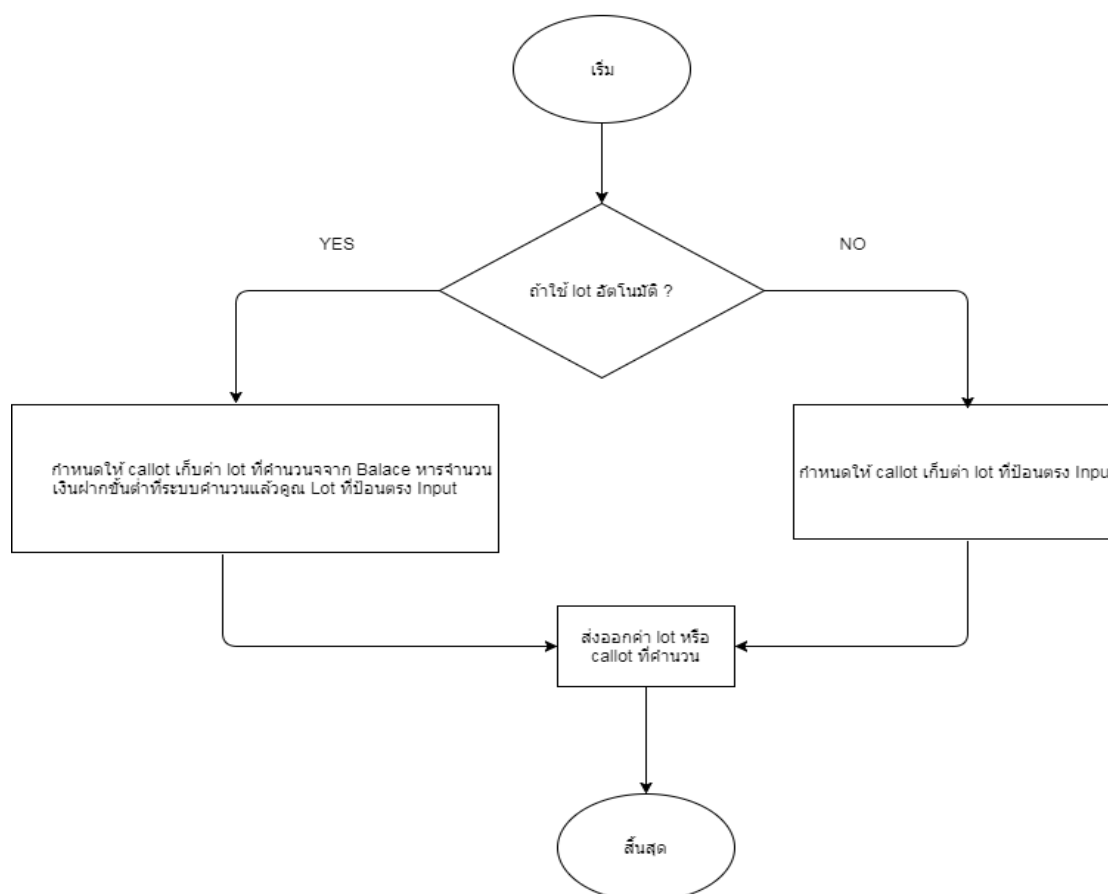 เริ่ม
YES
NO
ถ้าใช้ lot อัตโนมัติ ?
กำหนดให้ callot เก็บค่า lot ที่คำนวนจจาก Balace หารจำนวน
เงินฝากขั้นต่ำที่ระบบคำนวนแล้วคูณ Lot ที่ป้อนตรง Input
กำหนดให้ callot เก็บต่า lot ที่ป้อนตรง Inpu
ส่งออกค่า lot หรือ
callot ที่คำนวน
สิ้นสุด